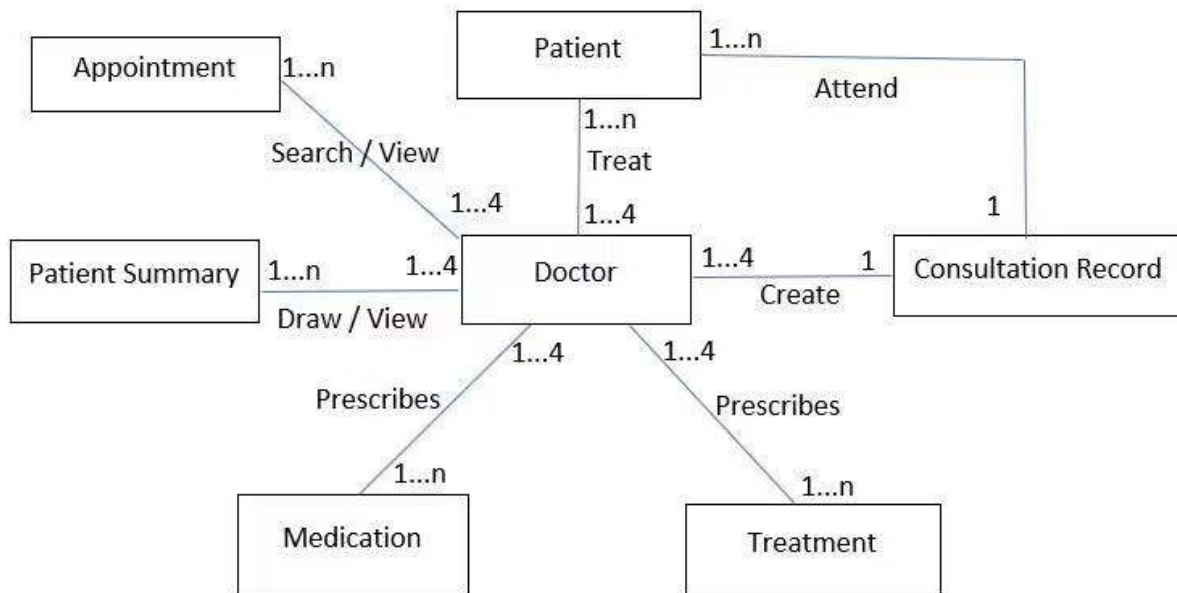 Appointment
1...n
Search / View
1...4
Patient
1...n
Treat
1...4
1...n
Attend
1
Patient Summary
1...n
1...4
Draw / View
Doctor
1...4
1
Create
Consultation Record
1...4
Prescribes
1...n
Medication
1...4
Prescribes
1...n
Treatment